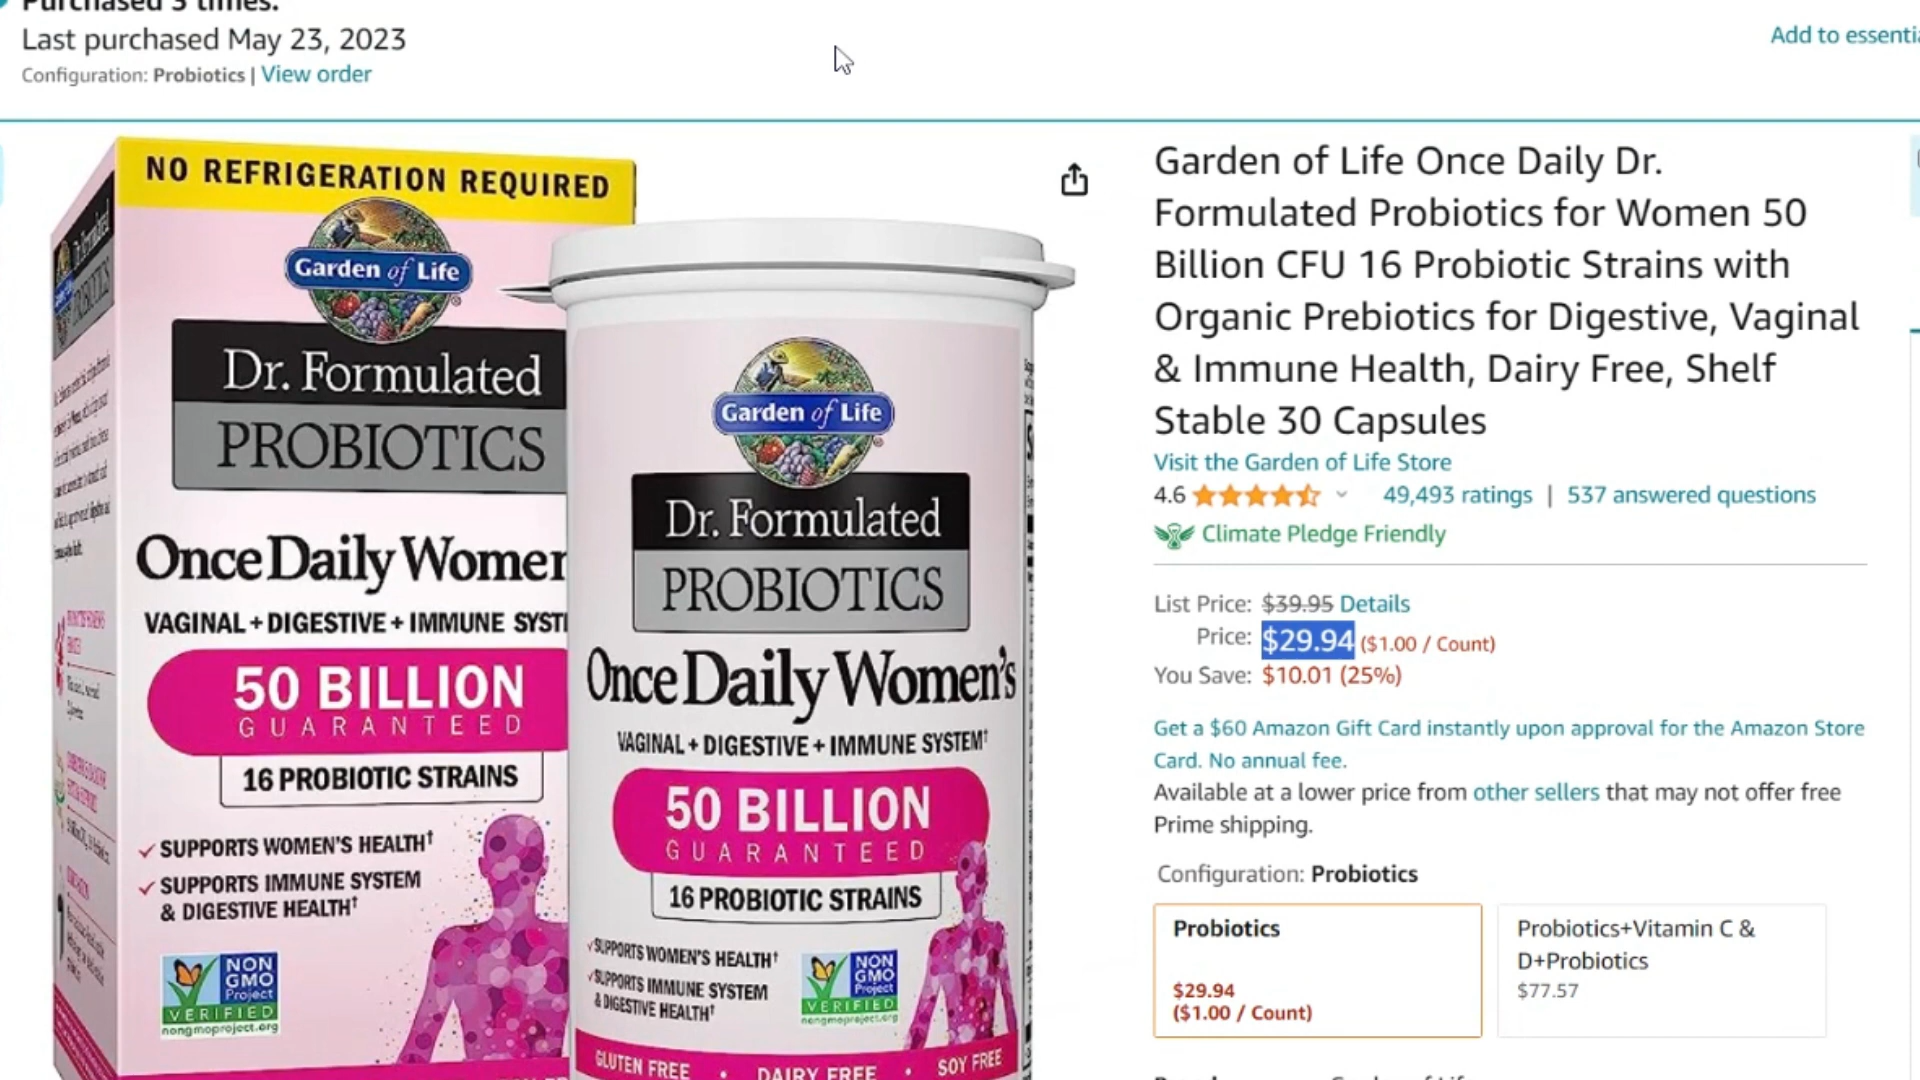 Purchased 3 times.
Last purchased May 23, 2023
Configuration: Probiotics | View order
Add to essentia
NO REFRIGERATION REQUIRED
Garden of Life
Dr. Formulated
PROBIOTICS
Once Daily Women
VAGINAL + DIGESTIVE + IMMUNE SYST
50 BILLION
GUARANTEED
16 PROBIOTIC STRAINS
✓ SUPPORTS WOMEN'S HEALTH†
✓ SUPPORTS IMMUNE SYSTEM
& DIGESTIVE HEALTH†
NON
GMO
Project
VERIFIED
nongmoproject.org
Garden of Life
Dr. Formulated
PROBIOTICS
Once Daily Women's
VAGINAL + DIGESTIVE + IMMUNE SYSTEM†
50 BILLION
GUARANTEED
16 PROBIOTIC STRAINS
✓SUPPORTS WOMEN'S HEALTH†
✓SUPPORTS IMMUNE SYSTEM
& DIGESTIVE HEALTH†
NON
GMO
Project
VERIFIED
nongmoproject.org
GLUTEN FREE • DAIRY FREE • SOY FREE
Garden of Life Once Daily Dr.
Formulated Probiotics for Women 50
Billion CFU 16 Probiotic Strains with
Organic Prebiotics for Digestive, Vaginal
& Immune Health, Dairy Free, Shelf
Stable 30 Capsules
Visit the Garden of Life Store
4.6 49,493 ratings | 537 answered questions
Climate Pledge Friendly
List Price: $39.95 Details
Price: $29.94 ($1.00 / Count)
You Save: $10.01 (25%)
Get a $60 Amazon Gift Card instantly upon approval for the Amazon Store
Card. No annual fee.
Available at a lower price from other sellers that may not offer free
Prime shipping.
Configuration: Probiotics
Probiotics
$29.94
($1.00 / Count)
Probiotics+Vitamin C &
D+Probiotics
$77.57